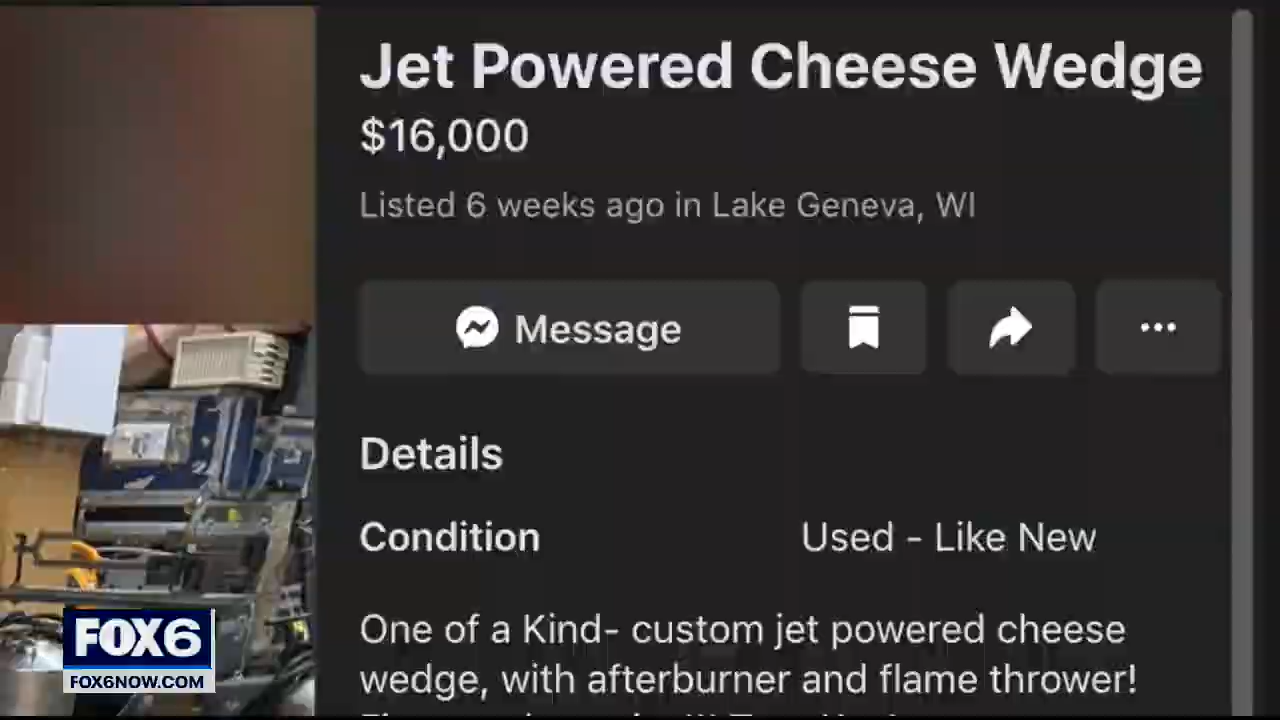 Jet Powered Cheese Wedge
$16,000
Listed 6 weeks ago in Lake Geneva, WI
Message
Details
Condition Used - Like New
One of a Kind- custom jet powered cheese
wedge, with afterburner and flame thrower!
FOX6
FOX6NOW.COM